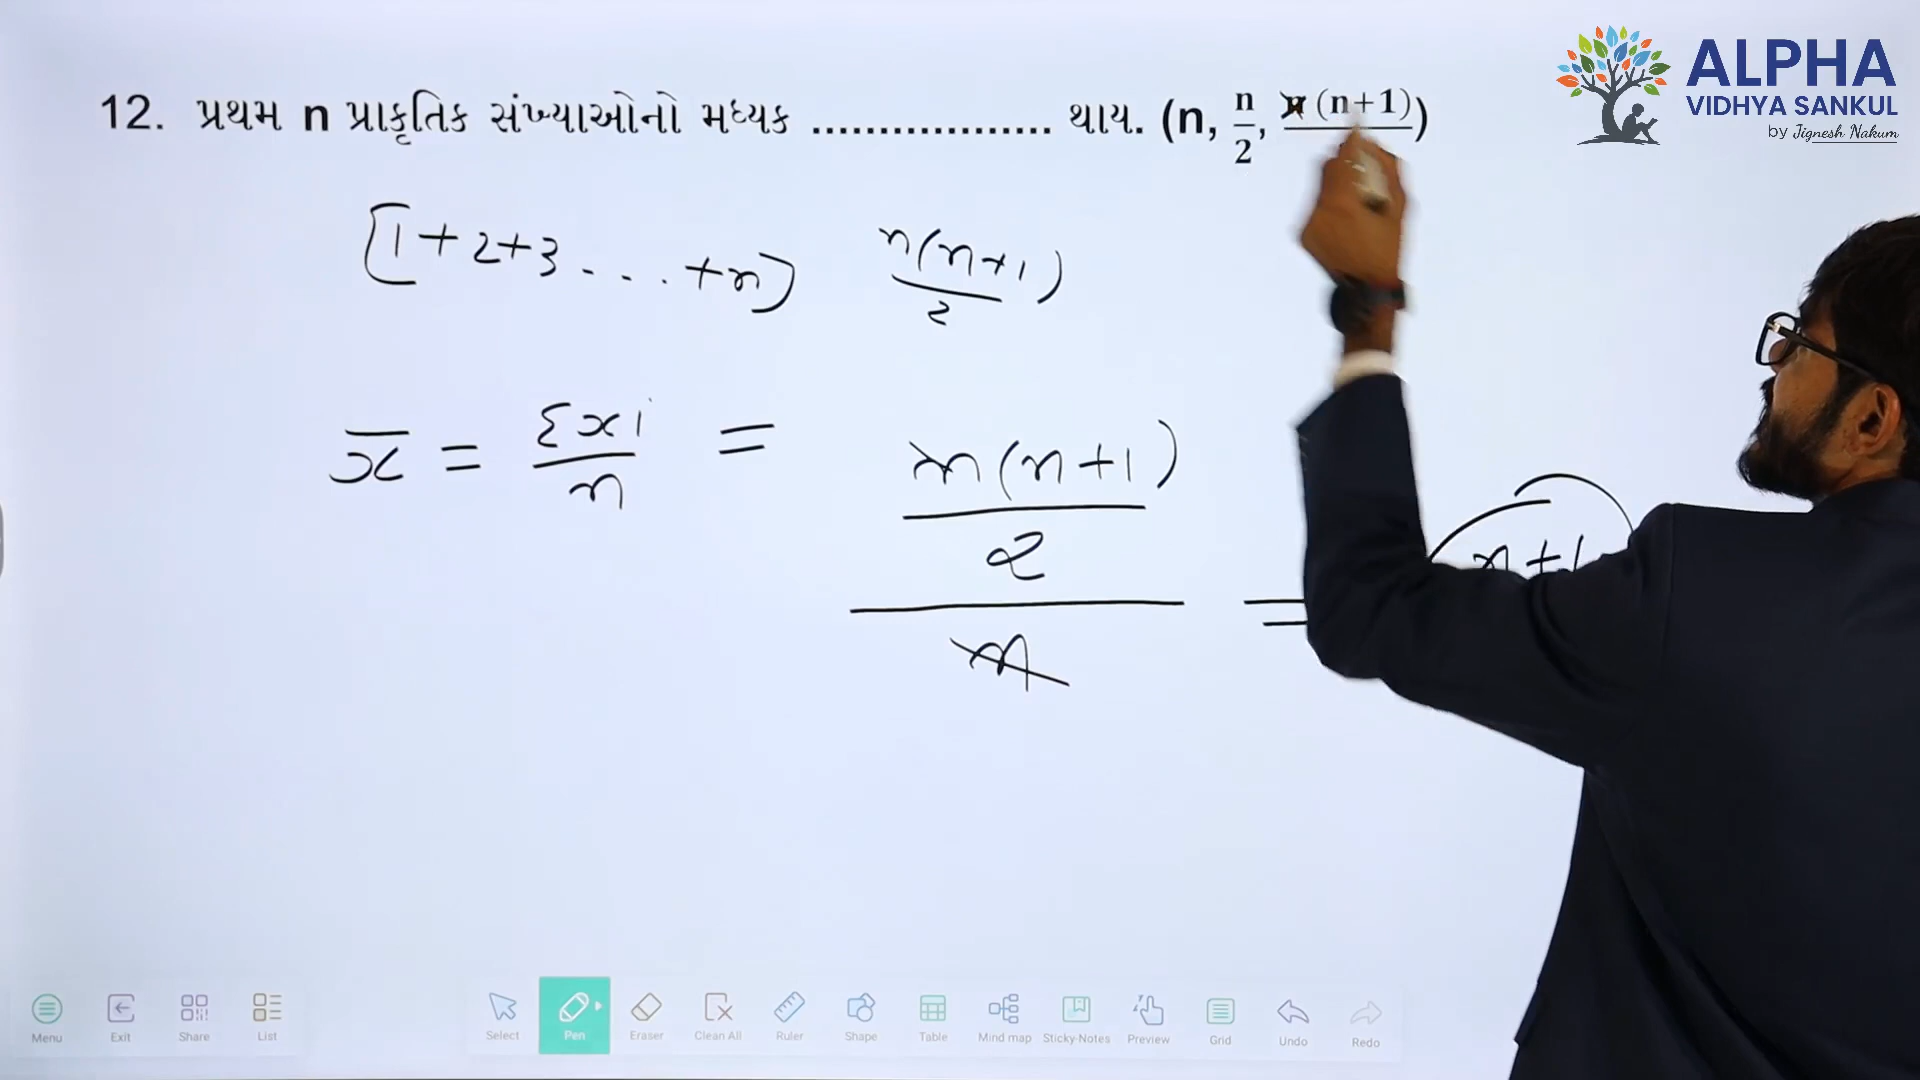 ALPHA
VIDHYA SANKUL
by Jignesh Nakum
12. પ્રથમ n પ્રાકૃતિક સંખ્યાઓનો મધ્યક .................. થાય. (n, n/2, n(n+1))
[1+2+3 . . . . +n] n(n+1)/2
x̄ = Σxi/n = n(n+1)/2/n = n+1
Menu Exit Share List Select Pen Eraser Clean All Ruler Shape Table Mind map Sticky-Notes Preview Grid Undo Redo